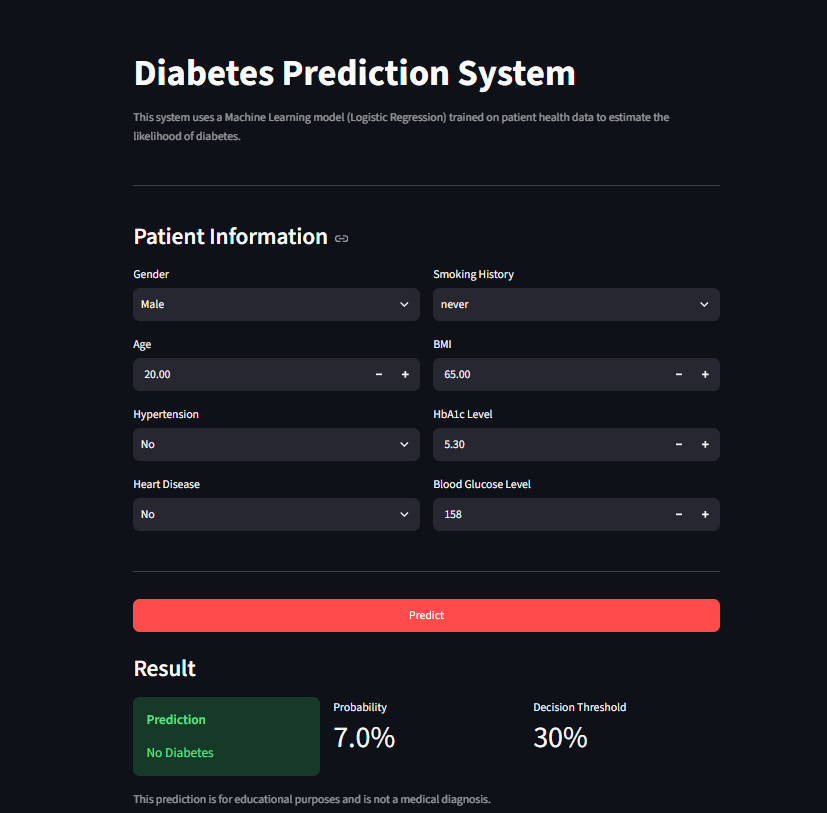 Diabetes Prediction System
This system uses a Machine Learning model (Logistic Regression) trained on patient health data to estimate the
likelihood of diabetes.
Patient Information
Gender
Smoking History
Male
never
Age
BMI
20.00
65.00
Hypertension
HbA1c Level
No
5.30
Heart Disease
Blood Glucose Level
No
158
Predict
Result
Prediction
Probability
Decision Threshold
No Diabetes
7.0%
30%
This prediction is for educational purposes and is not a medical diagnosis.